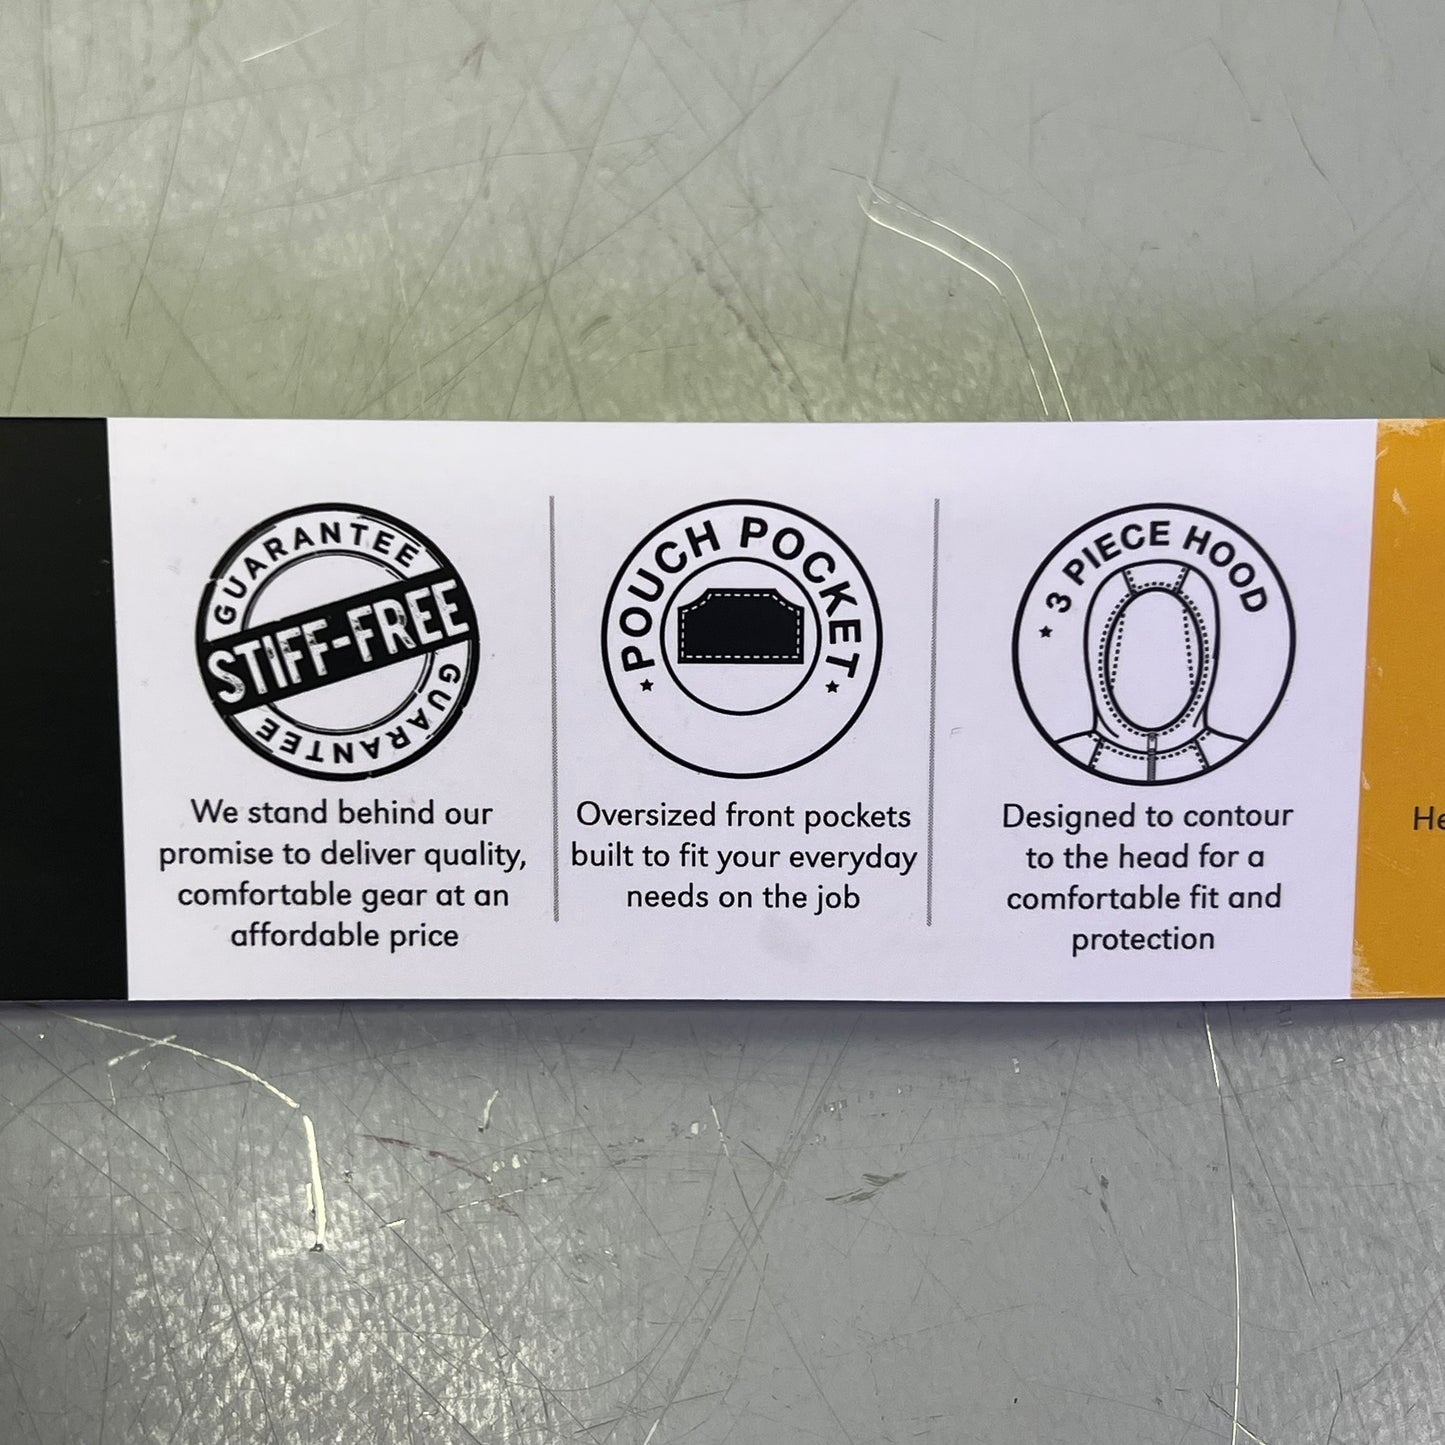 GUARANTEE
STIFF-FREE
GUARANTEE
We stand behind our
promise to deliver quality,
comfortable gear at an
affordable price
POUCH POCKET
Oversized front pockets
built to fit your everyday
needs on the job
3 PIECE HOOD
Designed to contour
to the head for a
comfortable fit and
protection